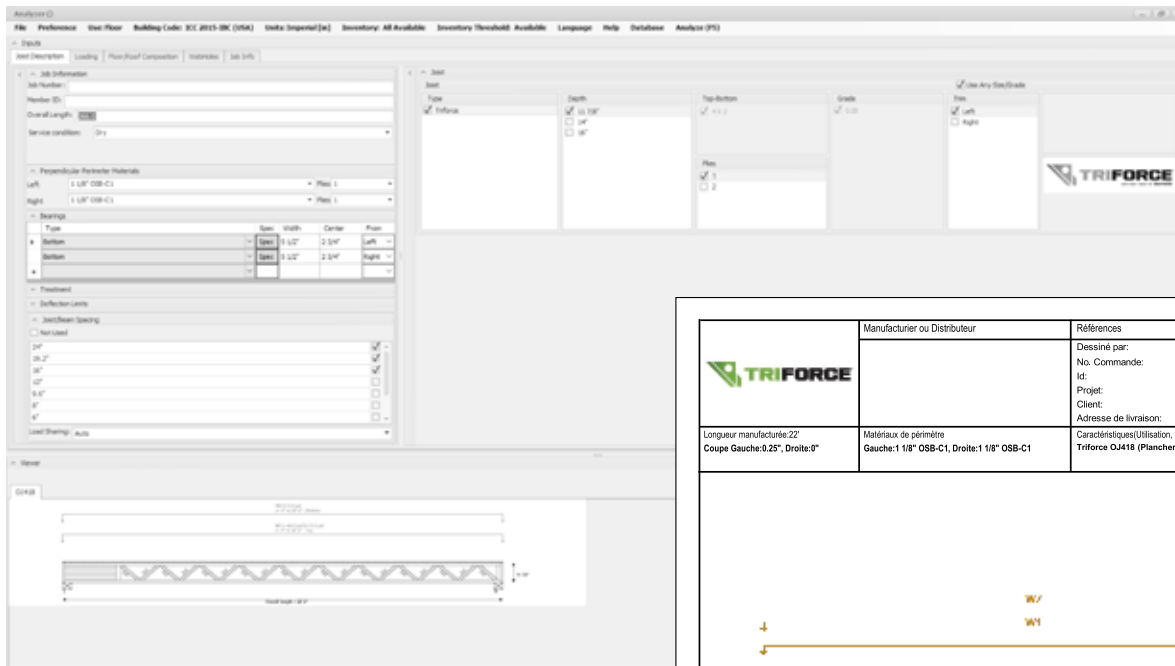 Analyzer
File Preference Use: Floor Building Code: ICC 2015-IBC (USA) Units: Imperial [in] Inventory: All Available Inventory Threshold: Available Language Help Database Analyze (F5)
Inputs
Joist Description Loading Floor/Roof Composition Materials Job Info
Job Information
Job Number:
Member ID:
Overall Length:
Service condition: Dry
Perpendicular Perimeter Materials
Left 1 1/8" OSB-C1 Plies 1
Right 1 1/8" OSB-C1 Plies 1
Bearings
Type Spec Width Center From
Bottom Spec 5 1/2" 2 3/4" Left
Bottom Spec 5 1/2" 2 3/4" Right
Treatment
Deflection Limits
Joist/Beam Spacing
Not Used
24"
19.2"
16"
12"
9.6"
8"
6"
Load Sharing: Auto
Joist
Joist Use Any Size/Grade
Type Depth Top-Bottom Grade Trim
Triforce 11 7/8" Left
14" Right
16"
Plies
1
2
TRIFORCE
Viewer
OJ418
Manufacturier ou Distributeur
Références
TRIFORCE
Dessiné par:
No. Commande:
Id:
Projet:
Client:
Adresse de livraison:
Longueur manufacturée:22'
Coupe Gauche:0.25", Droite:0"
Matériaux de périmètre
Gauche:1 1/8" OSB-C1, Droite:1 1/8" OSB-C1
Caractéristiques(Utilisation,
Triforce OJ418 (Plancher